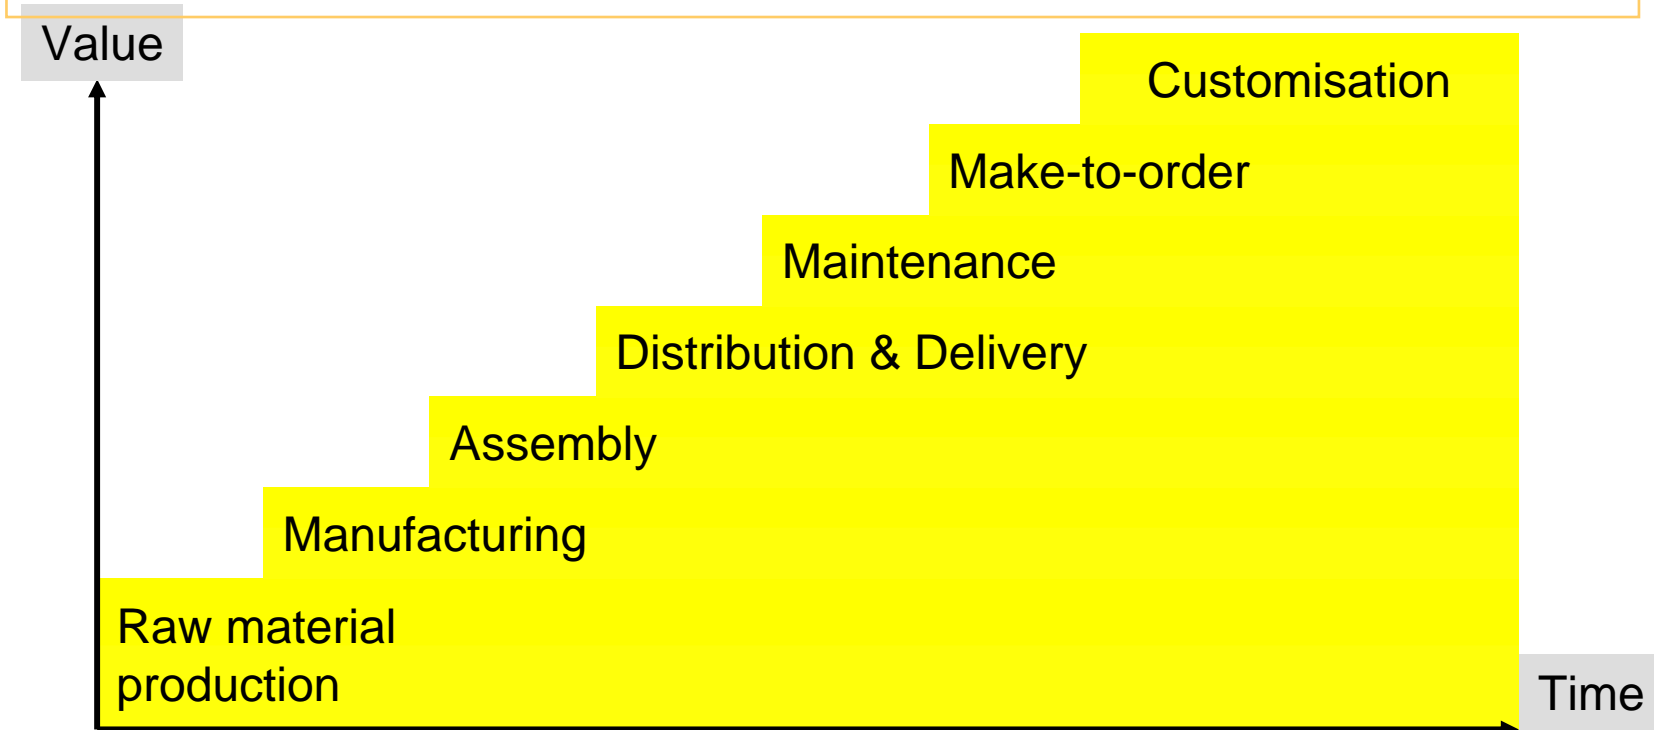 Value
Customisation
Make-to-order
Maintenance
Distribution & Delivery
Assembly
Manufacturing
Raw material
production
Time